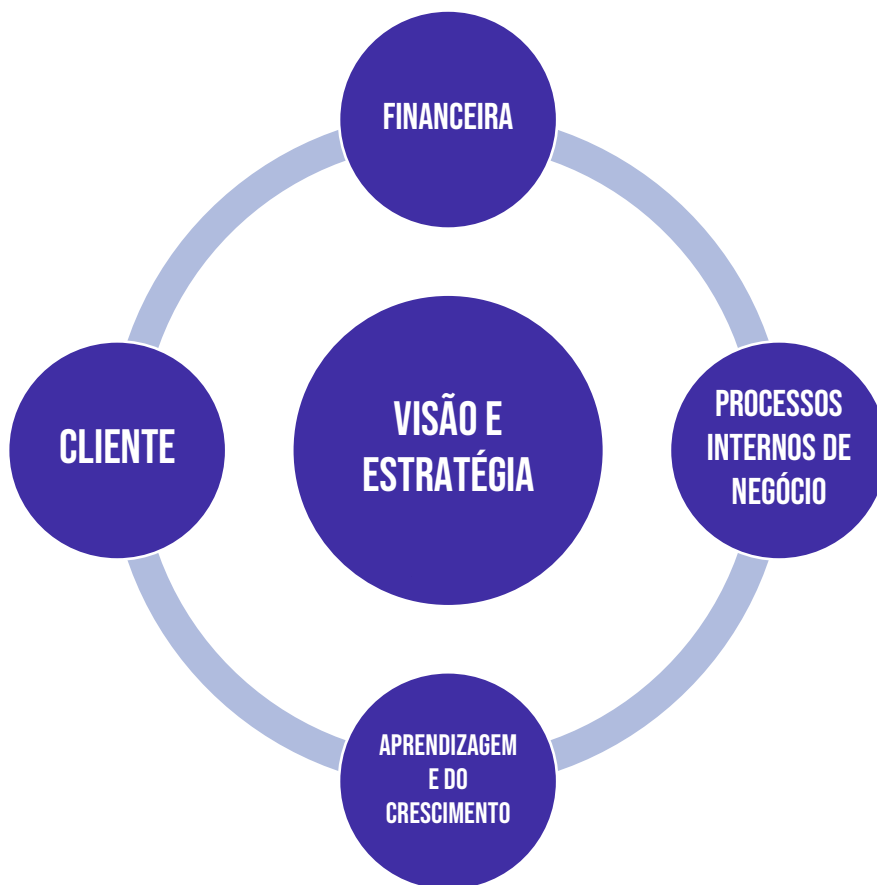 FINANCEIRA
CLIENTE
VISÃO E
ESTRATÉGIA
PROCESSOS
INTERNOS DE
NEGÓCIO
APRENDIZAGEM
E DO
CRESCIMENTO